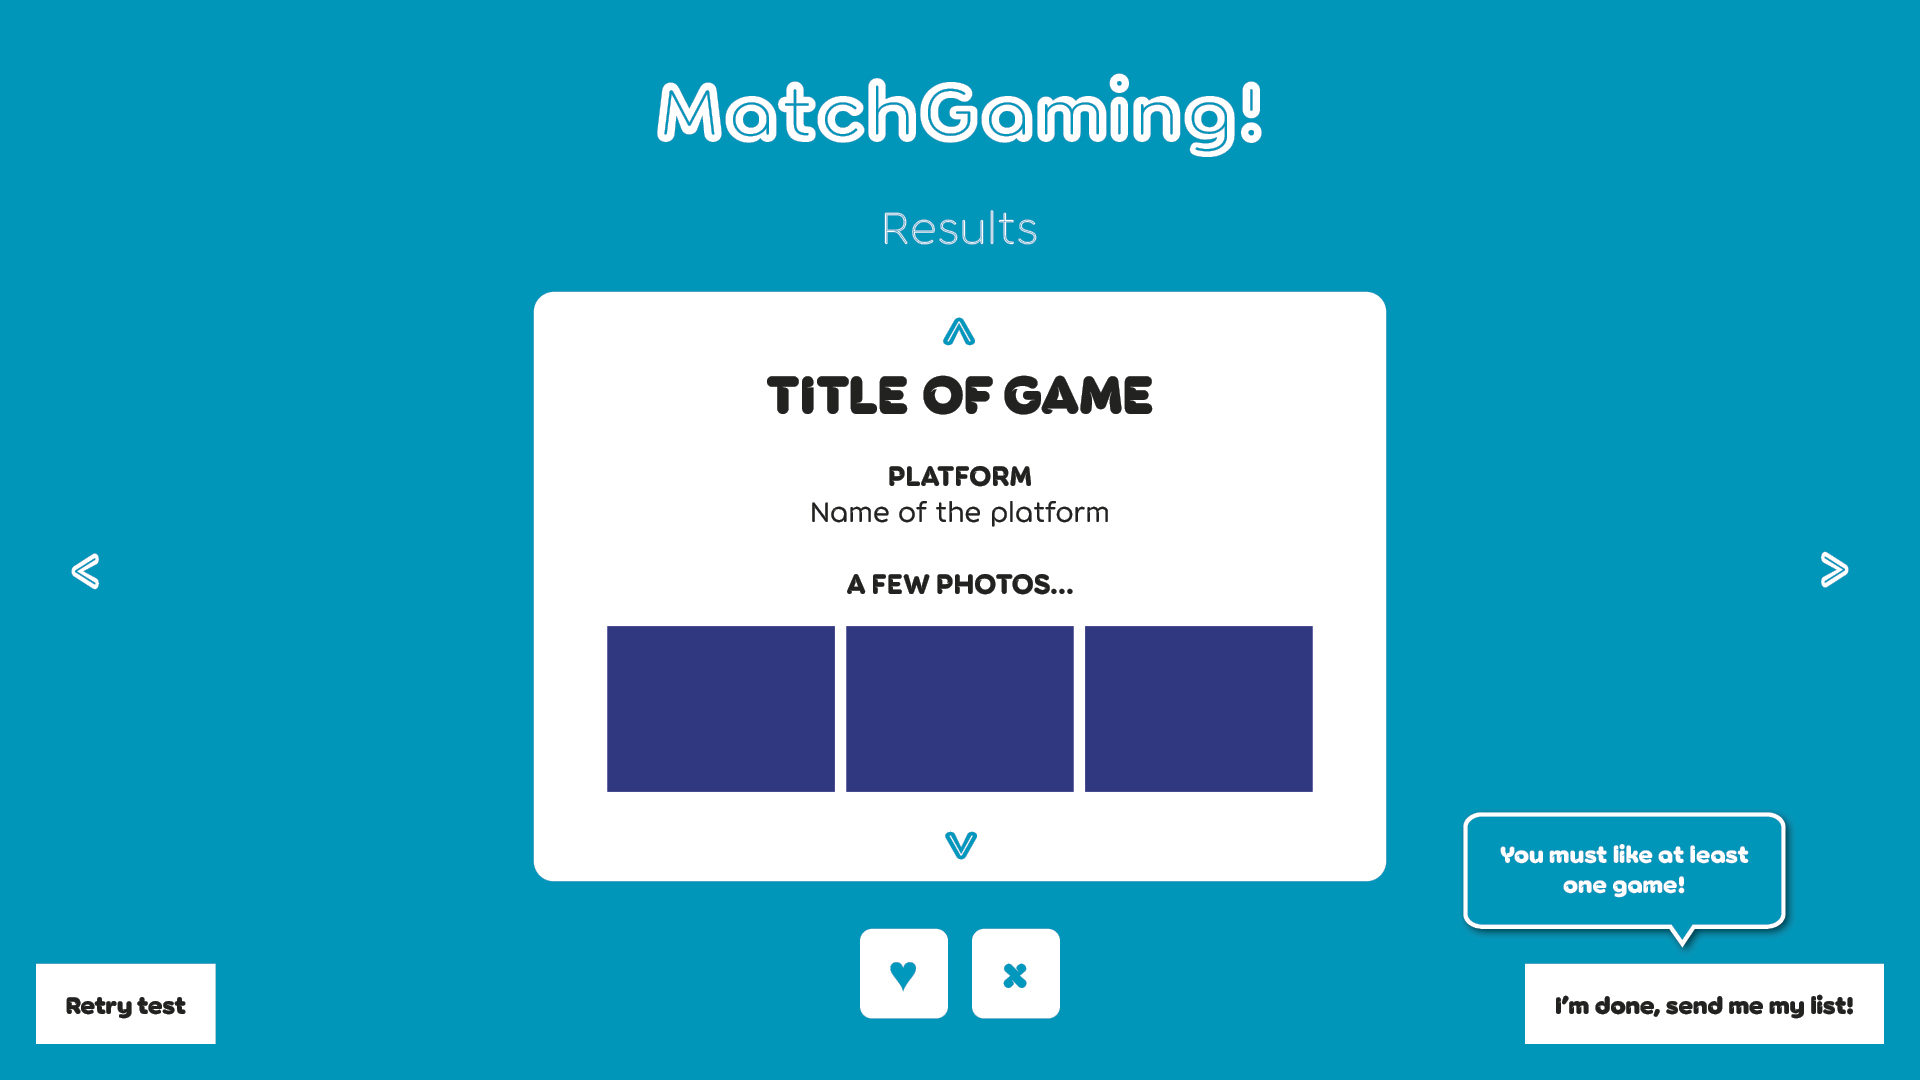 MatchGaming!
Results
TITLE OF GAME
PLATFORM
Name of the platform
A FEW PHOTOS...
<
>
You must like at least
one game!
Retry test
I'm done, send me my list!